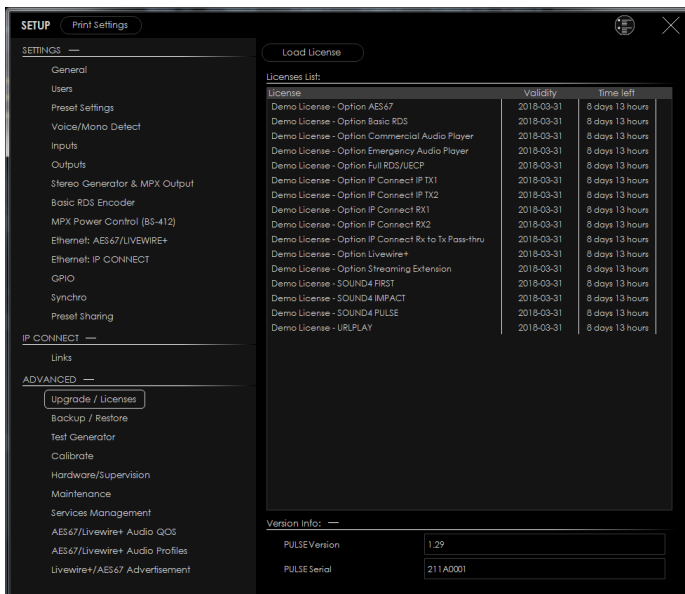 SETUP Print Settings
SETTINGS
General
Users
Preset Settings
Voice/Mono Detect
Inputs
Outputs
Stereo Generator & MPX Output
Basic RDS Encoder
MPX Power Control (BS-412)
Ethernet: AES67/LIVEWIRE+
Ethernet: IP CONNECT
GPIO
Synchro
Preset Sharing
IP CONNECT
Links
ADVANCED
Upgrade / Licenses
Backup / Restore
Test Generator
Calibrate
Hardware/Supervision
Maintenance
Services Management
AES67/Livewire+ Audio QOS
AES67/Livewire+ Audio Profiles
Livewire+/AES67 Advertisement
Load License
Licenses List:
License Validity Time left
Demo License - Option AES67 2018-03-31 8 days 13 hours
Demo License - Option Basic RDS 2018-03-31 8 days 13 hours
Demo License - Option Commercial Audio Player 2018-03-31 8 days 13 hours
Demo License - Option Emergency Audio Player 2018-03-31 8 days 13 hours
Demo License - Option Full RDS/UECP 2018-03-31 8 days 13 hours
Demo License - Option IP Connect IP TX1 2018-03-31 8 days 13 hours
Demo License - Option IP Connect IP TX2 2018-03-31 8 days 13 hours
Demo License - Option IP Connect RX1 2018-03-31 8 days 13 hours
Demo License - Option IP Connect RX2 2018-03-31 8 days 13 hours
Demo License - Option IP Connect Rx to Tx Pass-thru 2018-03-31 8 days 13 hours
Demo License - Option Livewire+ 2018-03-31 8 days 13 hours
Demo License - Option Streaming Extension 2018-03-31 8 days 13 hours
Demo License - SOUND4 FIRST 2018-03-31 8 days 13 hours
Demo License - SOUND4 IMPACT 2018-03-31 8 days 13 hours
Demo License - SOUND4 PULSE 2018-03-31 8 days 13 hours
Demo License - URLPLAY 2018-03-31 8 days 13 hours
Version Info:
PULSE Version 1.29
PULSE Serial 211A0001